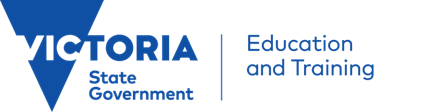 VICTORIA
State
Government
Education
and Training